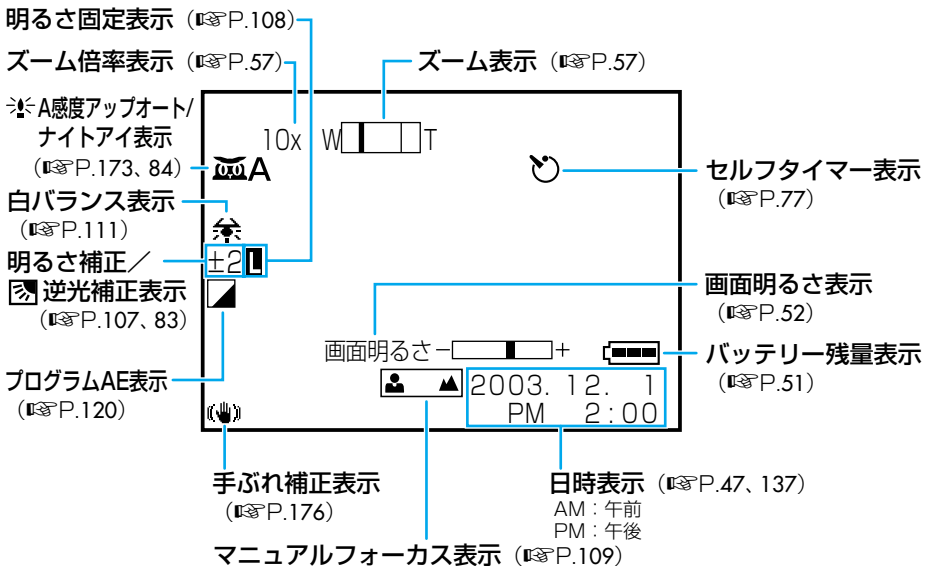 明るさ固定表示（☞P.108）
ズーム倍率表示（☞P.57）
ズーム表示（☞P.57）
A感度アップオート/
ナイトアイ表示
（☞P.173、84）
白バランス表示
（☞P.111）
明るさ補正／
逆光補正表示
（☞P.107、83）
プログラムAE表示
（☞P.120）
10x W T
A
±2 L
セルフタイマー表示
（☞P.77）
画面明るさ表示
（☞P.52）
バッテリー残量表示
（☞P.51）
画面明るさ − +
2003. 12. 1
PM 2:00
手ぶれ補正表示
（☞P.176）
日時表示（☞P.47、137）
AM：午前
PM：午後
マニュアルフォーカス表示（☞P.109）